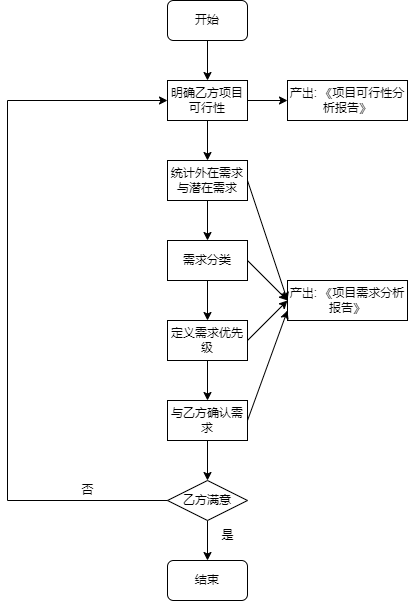 开始
明确乙方项目
可行性
产出: 《项目可行性分
析报告》
统计外在需求
与潜在需求
需求分类
产出: 《项目需求分析
报告》
定义需求优先
级
与乙方确认需
求
否
乙方满意
是
结束